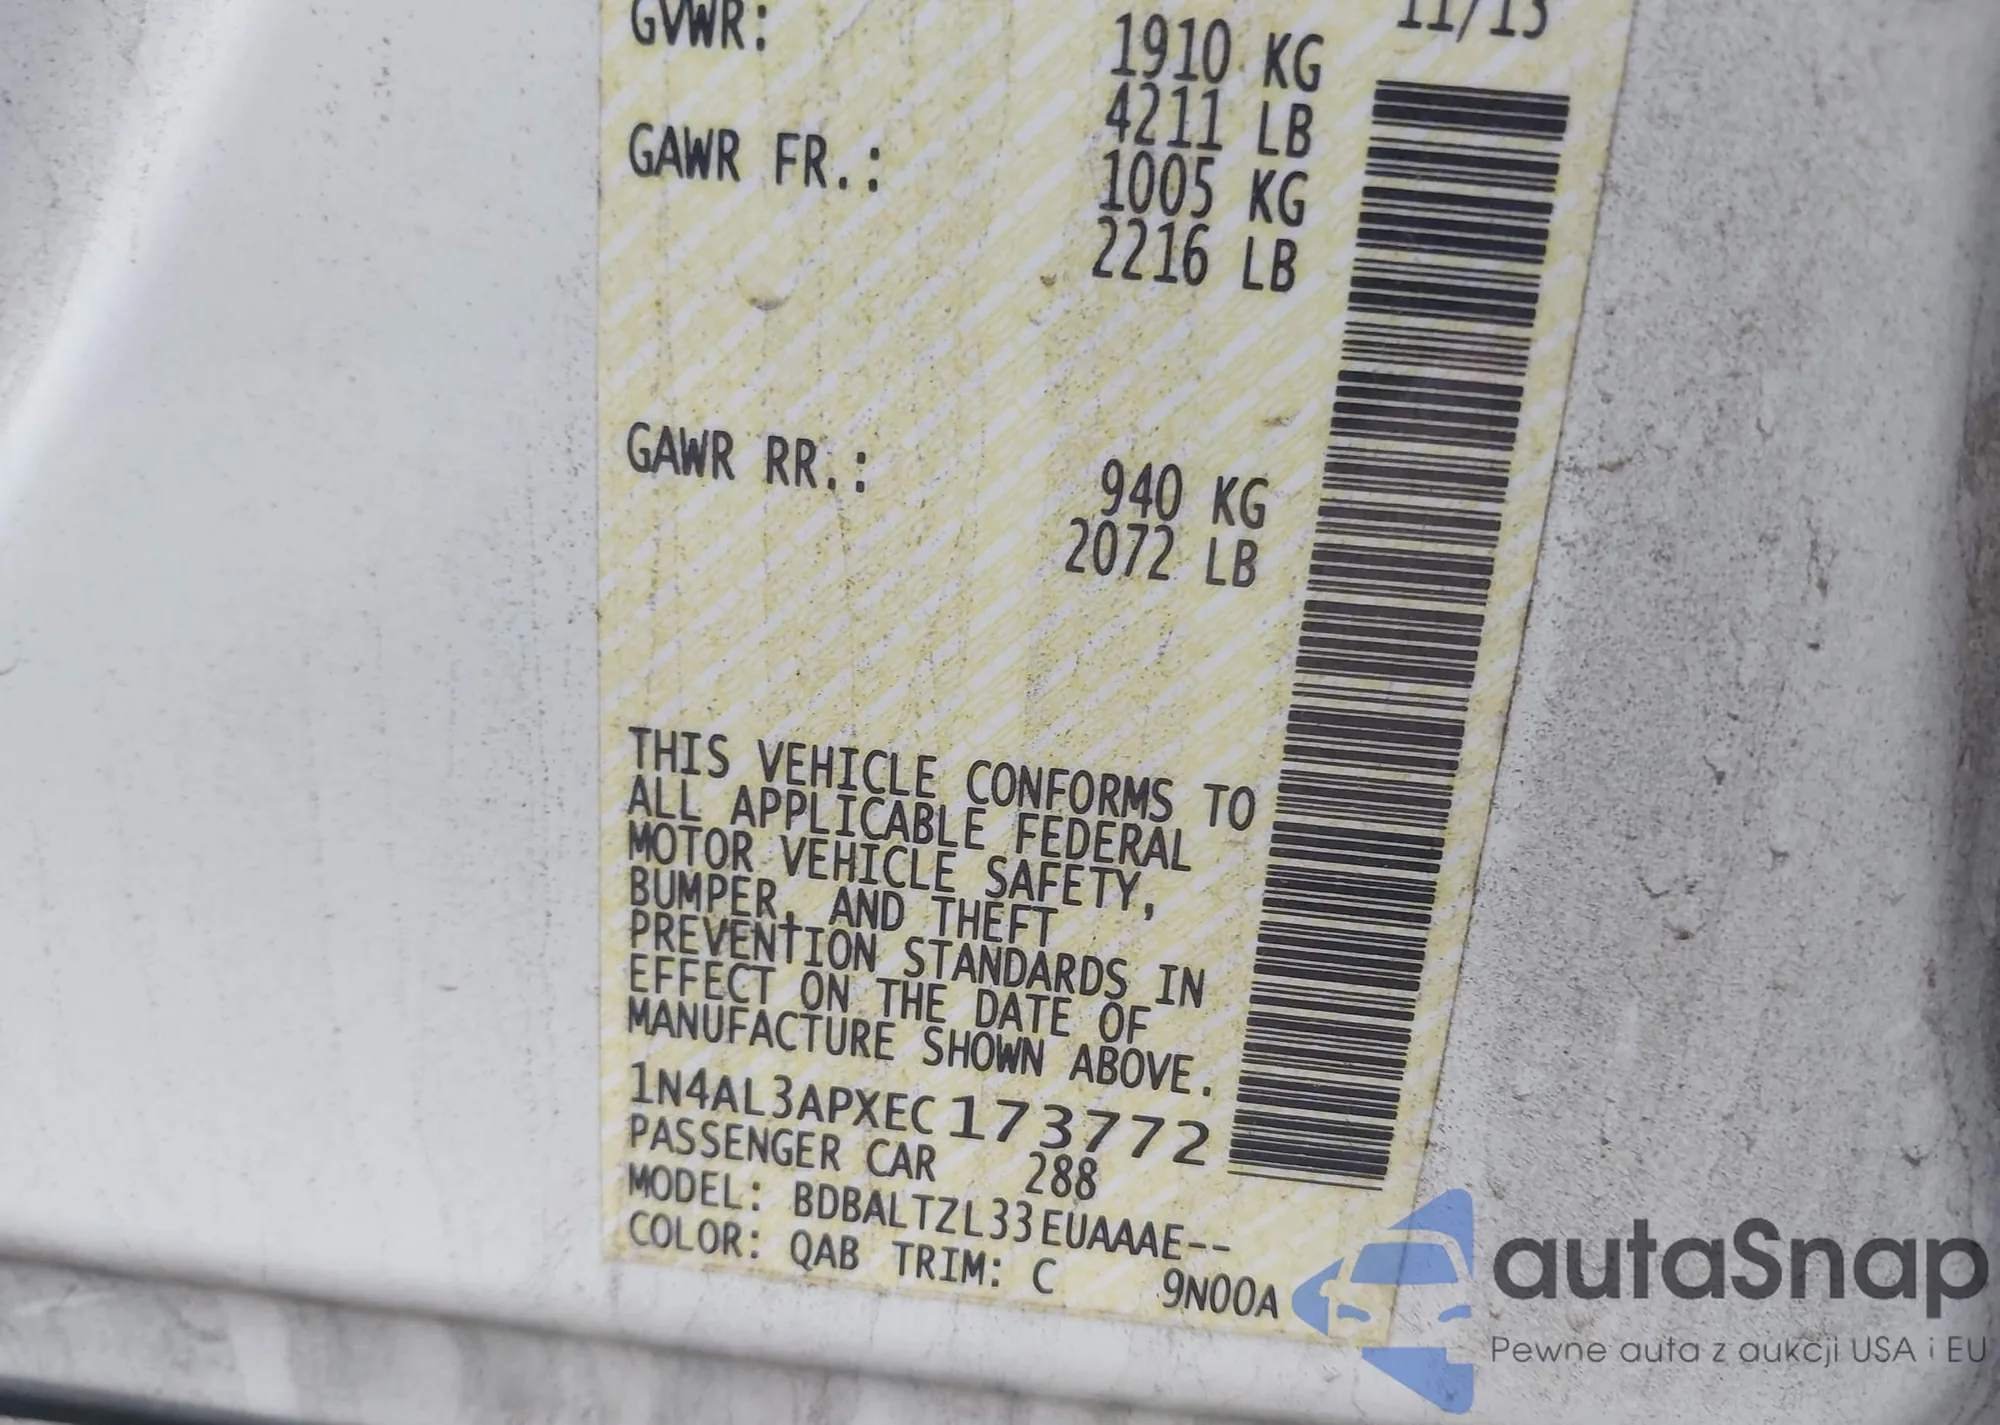 11/13
GVWR: 1910 KG
4211 LB
GAWR FR.: 1005 KG
2216 LB
GAWR RR.: 940 KG
2072 LB
THIS VEHICLE CONFORMS TO
ALL APPLICABLE FEDERAL
MOTOR VEHICLE SAFETY,
BUMPER, AND THEFT
PREVENTION STANDARDS IN
EFFECT ON THE DATE OF
MANUFACTURE SHOWN ABOVE.
1N4AL3APXEC173772
PASSENGER CAR 288
MODEL: BDBALTZL33EUAAAE--
COLOR: QAB TRIM: C 9N00A
autaSnap
Pewne auta z aukcji USA i EU